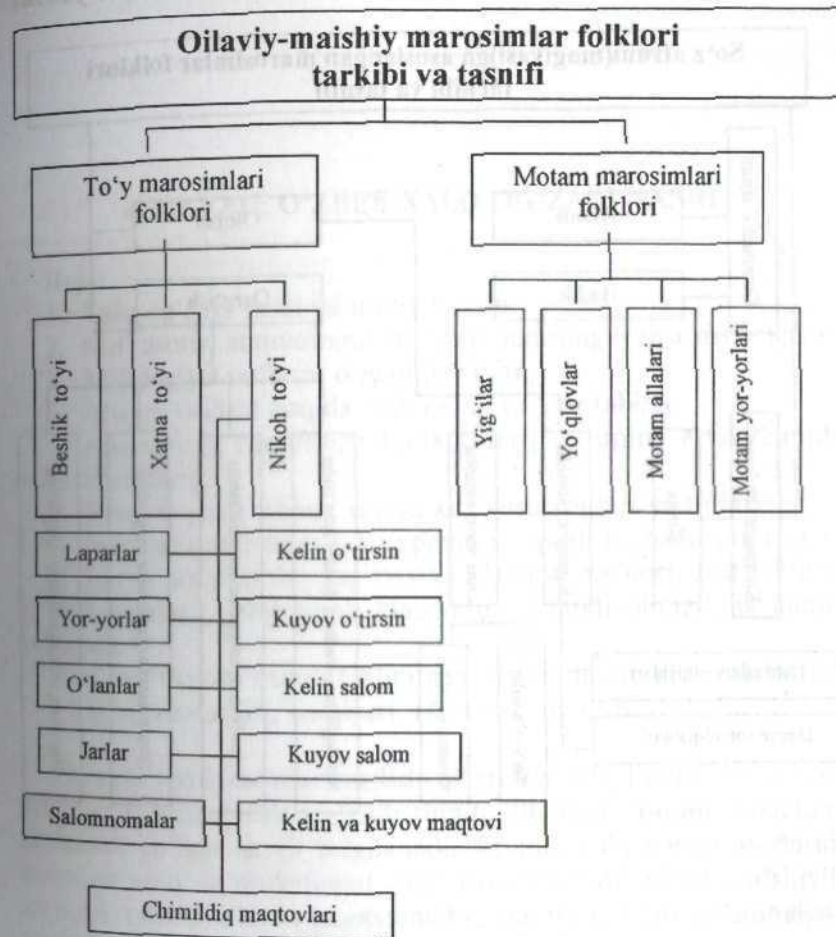 Oilaviy-maishiy marosimlar folklori
tarkibi va tasnifi
To‘y marosimlari
folklori
Motam marosimlari
folklori
Beshik to‘yi
Xatna to‘yi
Nikoh to‘yi
Yig‘ilar
Yo‘qlovlar
Motam allalari
Motam yor-yorlari
Laparlar
Kelin o‘tirsin
Yor-yorlar
Kuyov o‘tirsin
O‘lanlar
Kelin salom
Jarlar
Kuyov salom
Salomnomalar
Kelin va kuyov maqtovi
Chimildiq maqtovlari